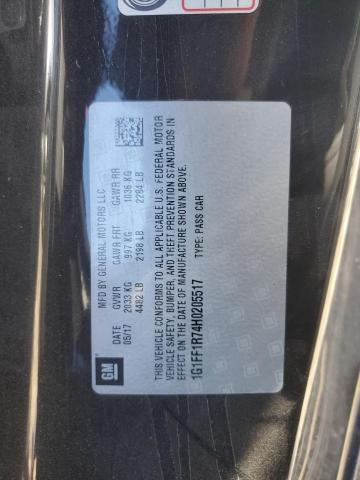 GM
MFD BY GENERAL MOTORS LLC
DATE GVWR GAWR FRT GAWR RR
05/17 2033 KG 997 KG 1036 KG
4482 LB 2198 LB 2284 LB
THIS VEHICLE CONFORMS TO ALL APPLICABLE U.S. FEDERAL MOTOR
VEHICLE SAFETY, BUMPER, AND THEFT PREVENTION STANDARDS IN
EFFECT ON THE DATE OF MANUFACTURE SHOWN ABOVE.
1G1FF1R74H0205517 TYPE: PASS CAR